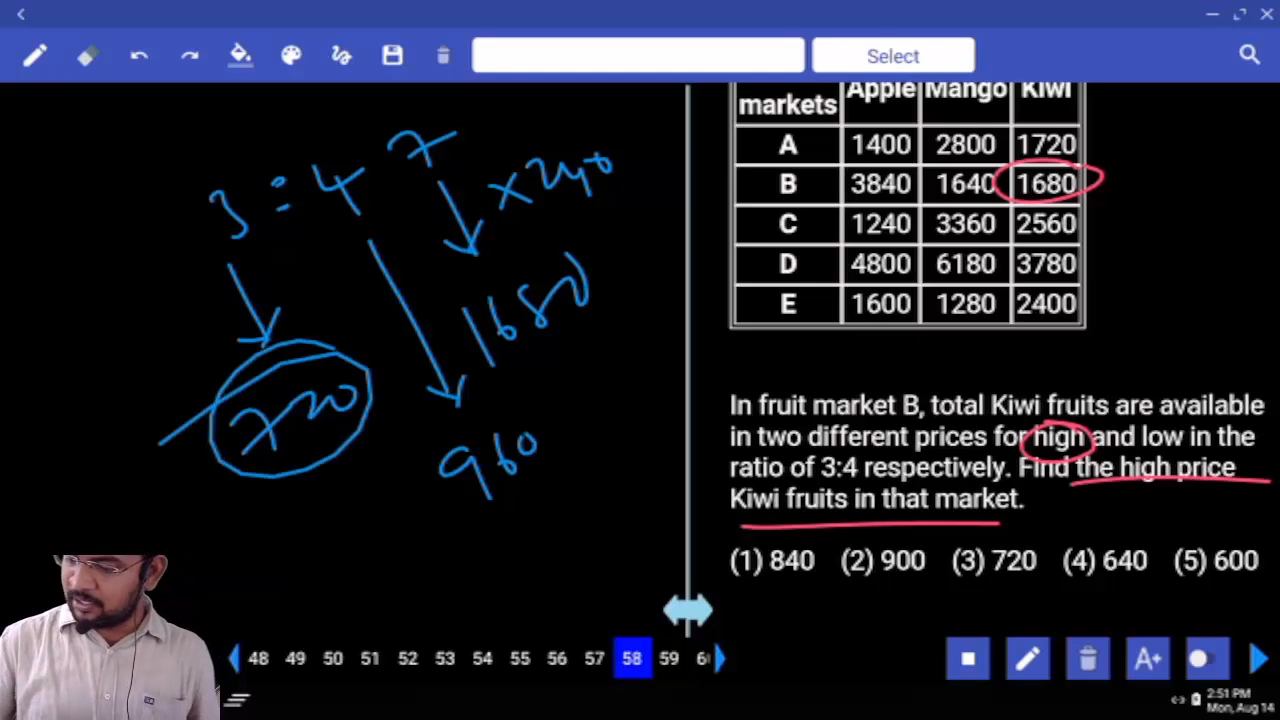 Select
Apple Mango Kiwi
markets
A 1400 2800 1720
B 3840 1640 1680
C 1240 3360 2560
D 4800 6180 3780
E 1600 1280 2400
3 : 4 7 ×240
1680
720
960
In fruit market B, total Kiwi fruits are available
in two different prices for high and low in the
ratio of 3:4 respectively. Find the high price
Kiwi fruits in that market.
(1) 840 (2) 900 (3) 720 (4) 640 (5) 600
48 49 50 51 52 53 54 55 56 57 58 59
A+
2:51 PM
Mon, Aug 14